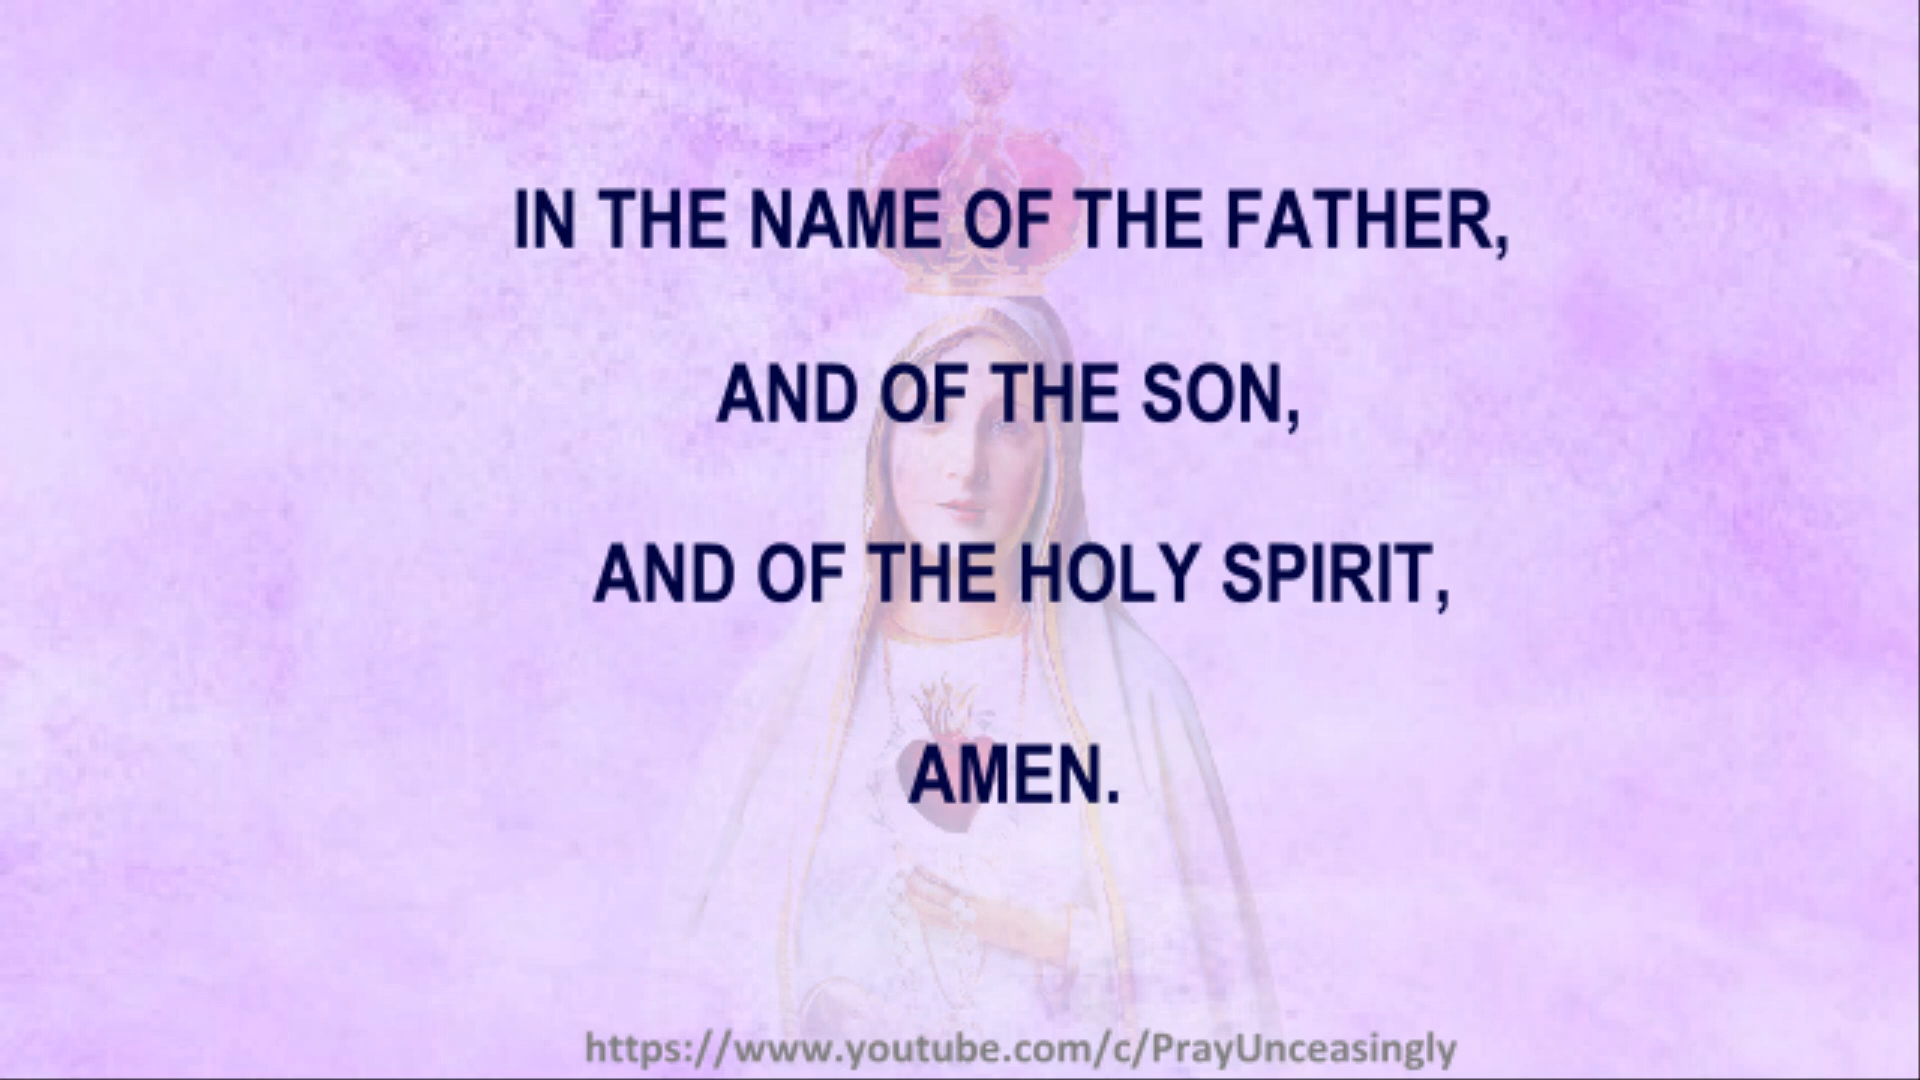 IN THE NAME OF THE FATHER,
AND OF THE SON,
AND OF THE HOLY SPIRIT,
AMEN.
https://www.youtube.com/c/PrayUnceasingly